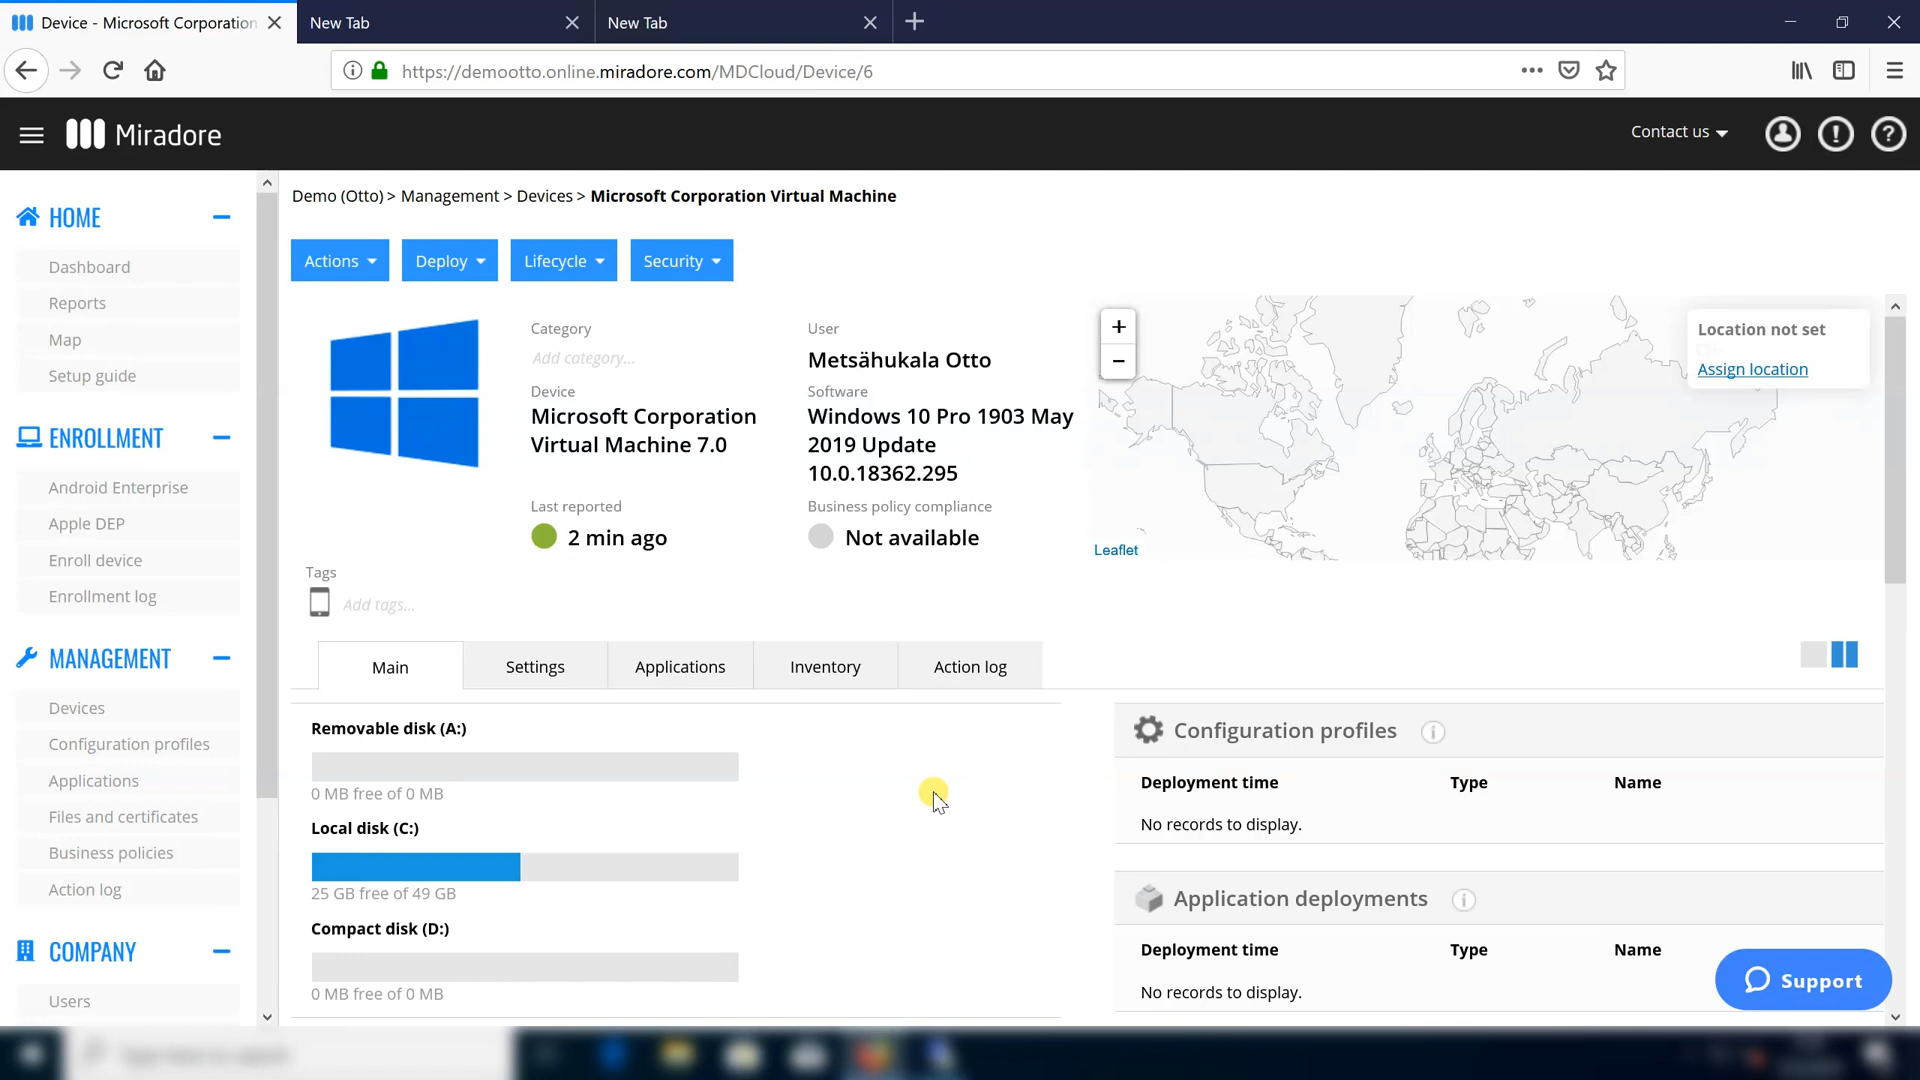 Device - Microsoft Corporation
New Tab
New Tab
https://demootto.online.miradore.com/MDCloud/Device/6
Miradore
Contact us
HOME
Dashboard
Reports
Map
Setup guide
ENROLLMENT
Android Enterprise
Apple DEP
Enroll device
Enrollment log
MANAGEMENT
Devices
Configuration profiles
Applications
Files and certificates
Business policies
Action log
COMPANY
Users
Demo (Otto) > Management > Devices > Microsoft Corporation Virtual Machine
Actions
Deploy
Lifecycle
Security
Category
Add category...
Device
Microsoft Corporation
Virtual Machine 7.0
Last reported
2 min ago
User
Metsähukala Otto
Software
Windows 10 Pro 1903 May
2019 Update
10.0.18362.295
Business policy compliance
Not available
+
−
Location not set
Assign location
Leaflet
Tags
Add tags...
Main
Settings
Applications
Inventory
Action log
Removable disk (A:)
0 MB free of 0 MB
Local disk (C:)
25 GB free of 49 GB
Compact disk (D:)
0 MB free of 0 MB
Configuration profiles
Deployment time Type Name
No records to display.
Application deployments
Deployment time Type Name
No records to display.
Support
Type here to search